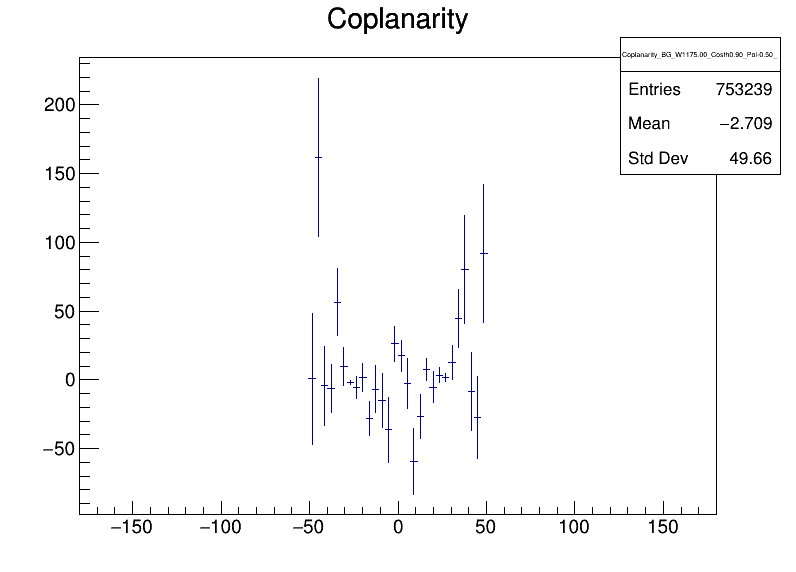 Coplanarity
Coplanarity_BG_W1175.00_Costh0.90_Pol-0.50_
Entries 753239
Mean −2.709
Std Dev 49.66
200
150
100
50
0
−50
−150 −100 −50 0 50 100 150